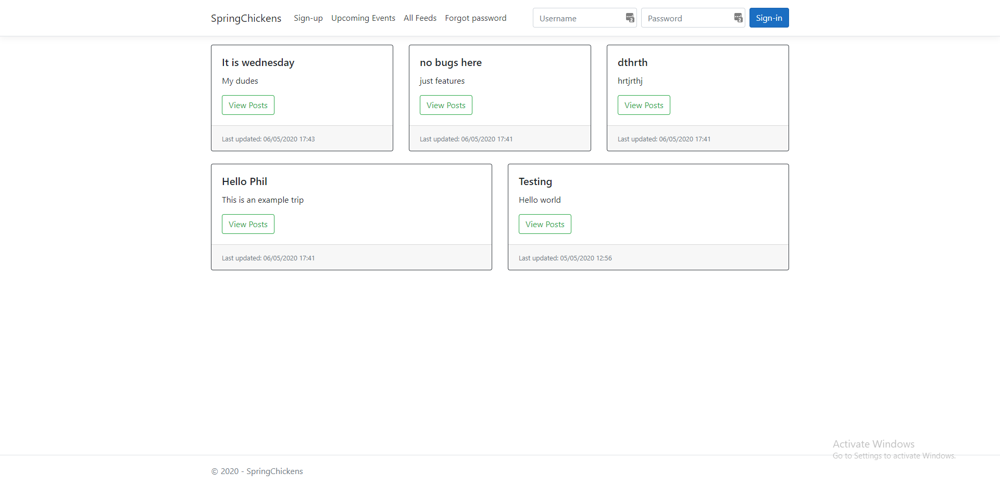 SpringChickens Sign-up Upcoming Events All Feeds Forgot password Username Password Sign-in
It is wednesday
My dudes
View Posts
Last updated: 06/05/2020 17:43
no bugs here
just features
View Posts
Last updated: 06/05/2020 17:41
dthrth
hrtjrthj
View Posts
Last updated: 06/05/2020 17:41
Hello Phil
This is an example trip
View Posts
Last updated: 06/05/2020 17:41
Testing
Hello world
View Posts
Last updated: 05/05/2020 12:56
Activate Windows
Go to Settings to activate Windows.
© 2020 - SpringChickens